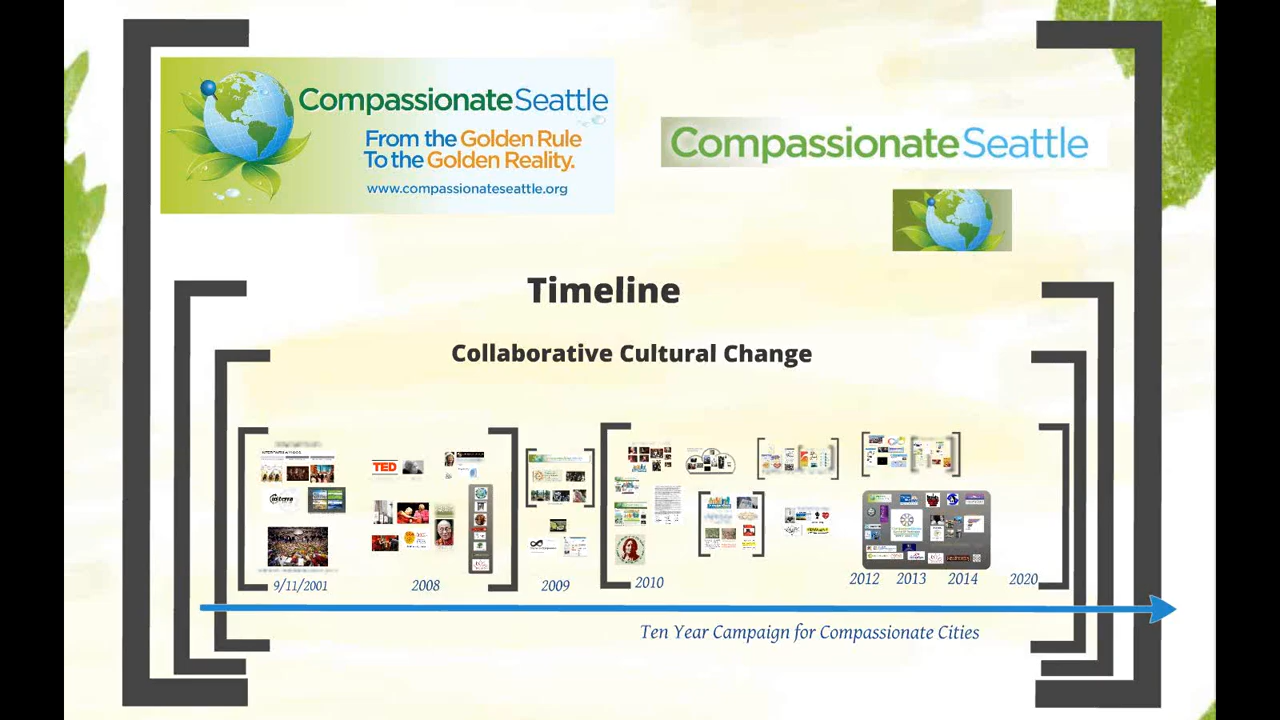 CompassionateSeattle
From the Golden Rule
To the Golden Reality.
www.compassionateseattle.org
CompassionateSeattle
Timeline
Collaborative Cultural Change
TED
9/11/2001
2008
2009
2010
2012
2013
2014
2020
Ten Year Campaign for Compassionate Cities